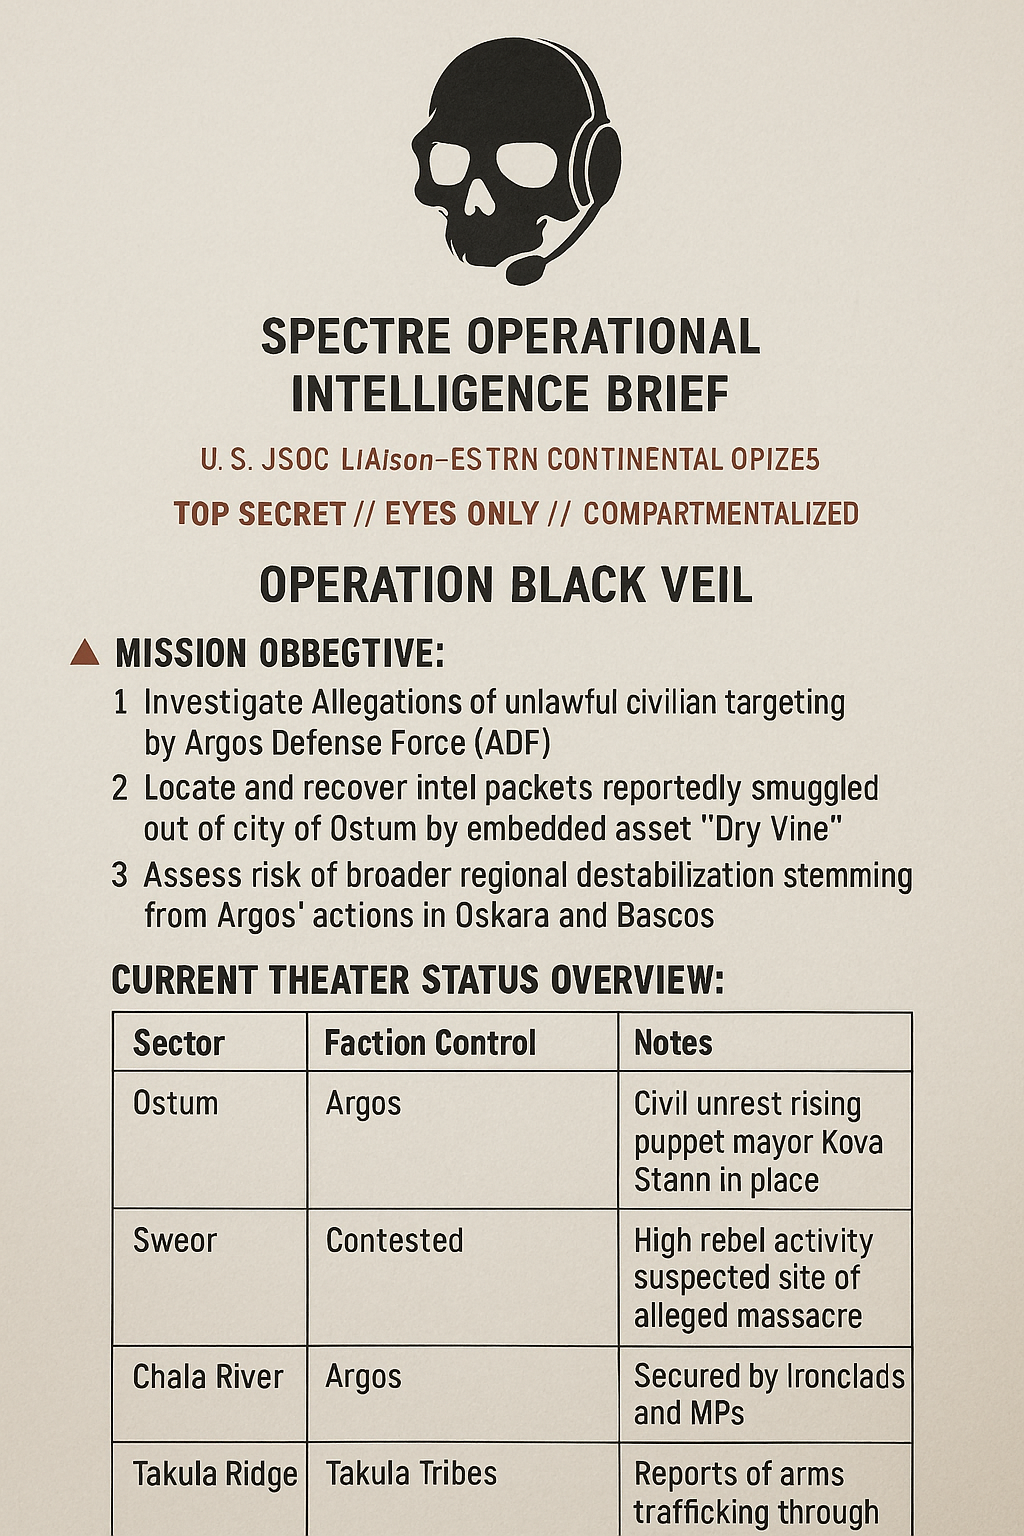 SPECTRE OPERATIONAL
INTELLIGENCE BRIEF
U. S. JSOC LIAison–ESTRN CONTINENTAL OPIZE5
TOP SECRET // EYES ONLY // COMPARTMENTALIZED
OPERATION BLACK VEIL
MISSION OBBEGTIVE:
1 Investigate Allegations of unlawful civilian targeting
by Argos Defense Force (ADF)
2 Locate and recover intel packets reportedly smuggled
out of city of Ostum by embedded asset "Dry Vine"
3 Assess risk of broader regional destabilization stemming
from Argos' actions in Oskara and Bascos
CURRENT THEATER STATUS OVERVIEW:
Sector Faction Control Notes
Ostum Argos Civil unrest rising
puppet mayor Kova
Stann in place
Sweor Contested High rebel activity
suspected site of
alleged massacre
Chala River Argos Secured by Ironclads
and MPs
Takula Ridge Takula Tribes Reports of arms
trafficking through